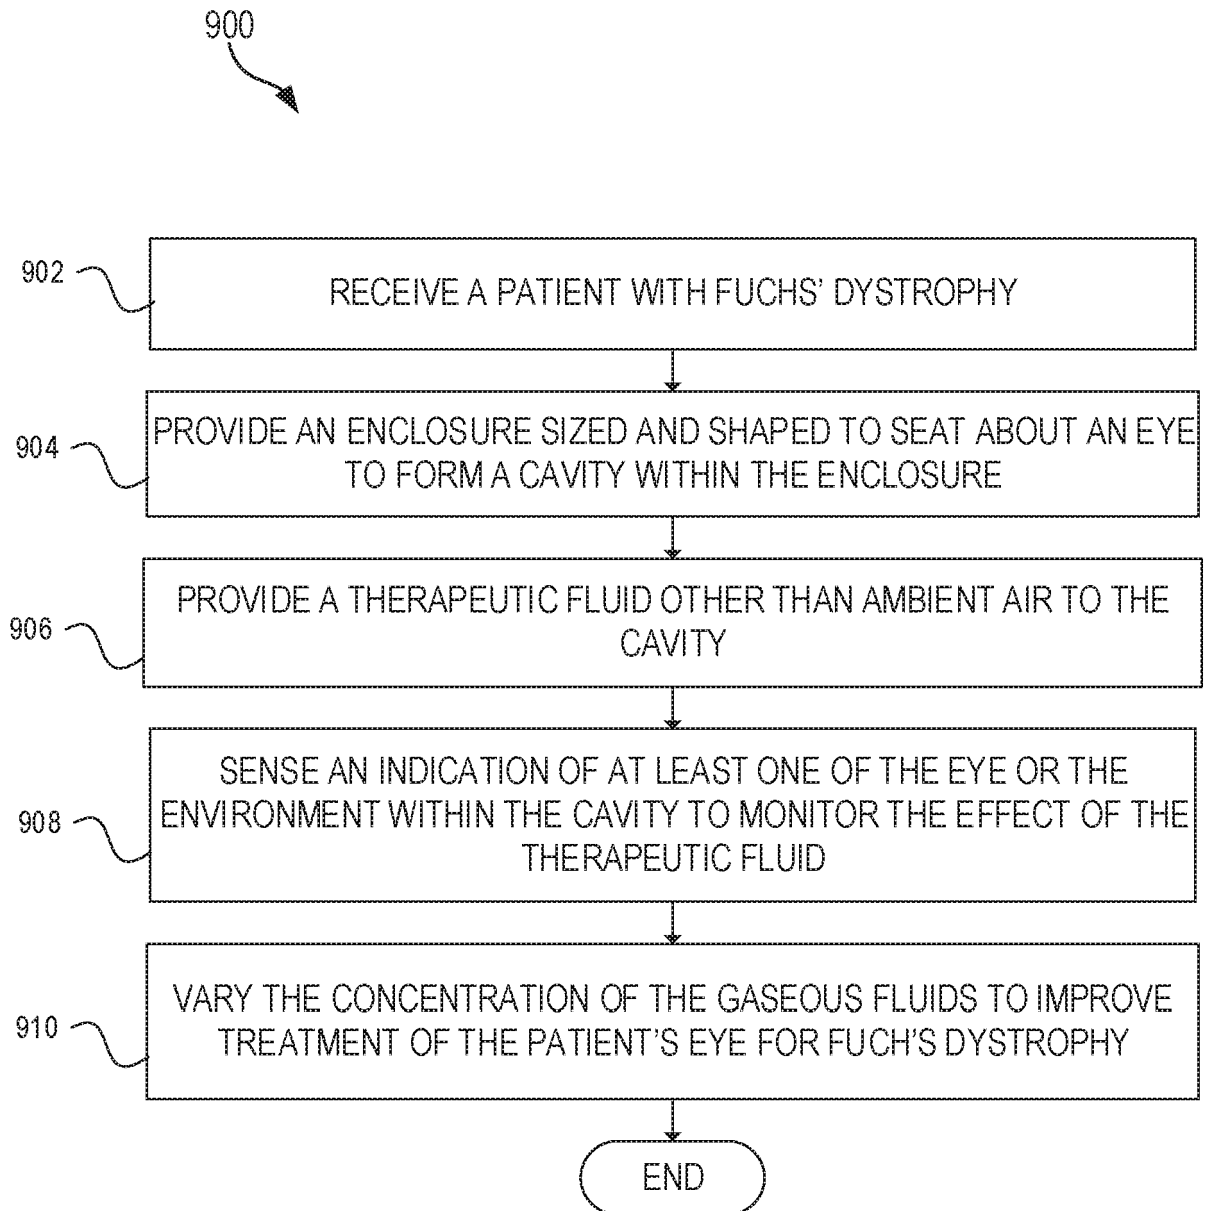 900
902
RECEIVE A PATIENT WITH FUCHS' DYSTROPHY
904
PROVIDE AN ENCLOSURE SIZED AND SHAPED TO SEAT ABOUT AN EYE
TO FORM A CAVITY WITHIN THE ENCLOSURE
906
PROVIDE A THERAPEUTIC FLUID OTHER THAN AMBIENT AIR TO THE
CAVITY
908
SENSE AN INDICATION OF AT LEAST ONE OF THE EYE OR THE
ENVIRONMENT WITHIN THE CAVITY TO MONITOR THE EFFECT OF THE
THERAPEUTIC FLUID
910
VARY THE CONCENTRATION OF THE GASEOUS FLUIDS TO IMPROVE
TREATMENT OF THE PATIENT'S EYE FOR FUCH'S DYSTROPHY
END